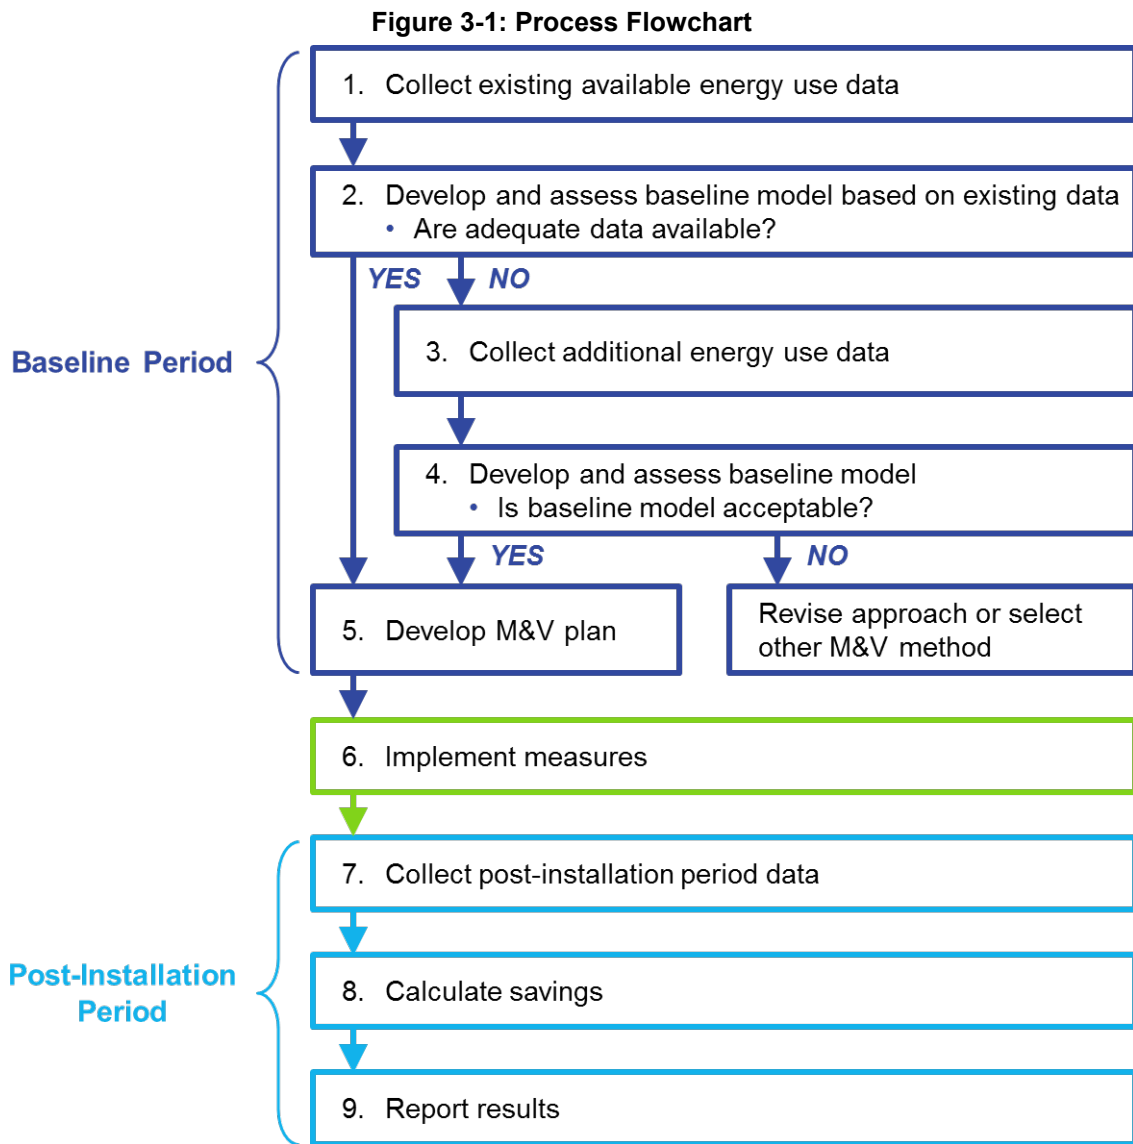 Figure 3-1: Process Flowchart
1. Collect existing available energy use data
2. Develop and assess baseline model based on existing data
• Are adequate data available?
YES NO
3. Collect additional energy use data
Baseline Period
4. Develop and assess baseline model
• Is baseline model acceptable?
YES NO
5. Develop M&V plan
Revise approach or select
other M&V method
6. Implement measures
7. Collect post-installation period data
Post-Installation
Period
8. Calculate savings
9. Report results